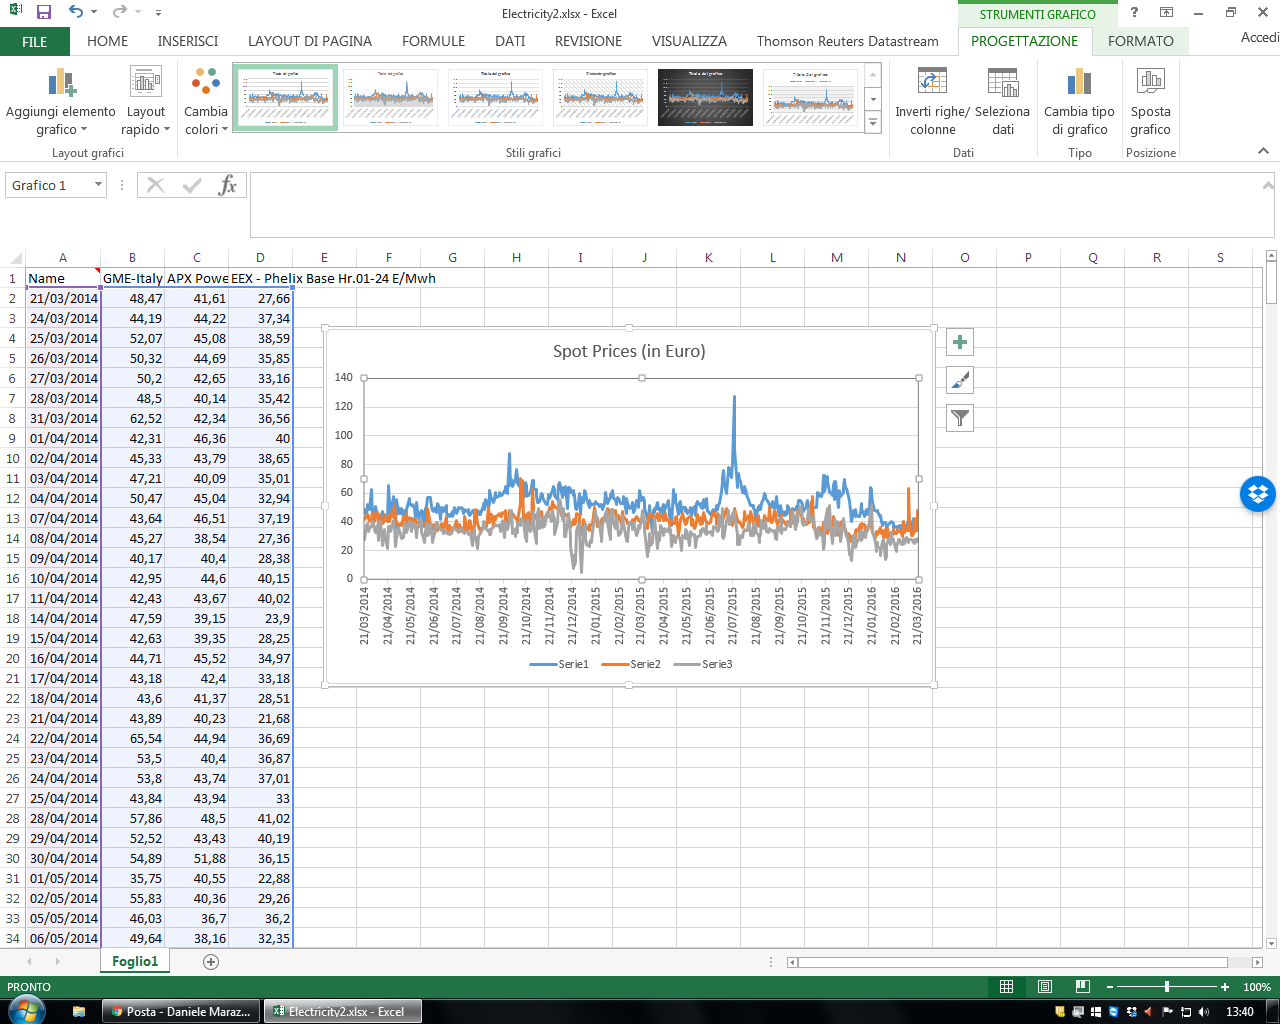 Electricity2.xlsx - Excel
STRUMENTI GRAFICO
?
FILE HOME INSERISCI LAYOUT DI PAGINA FORMULE DATI REVISIONE VISUALIZZA Thomson Reuters Datastream PROGETTAZIONE FORMATO Accedi
Aggiungi elemento grafico
Layout rapido
Cambia colori
Inverti righe/ colonne
Seleziona dati
Cambia tipo di grafico
Sposta grafico
Layout grafici Stili grafici Dati Tipo Posizione
Grafico 1 fx
A B C D E F G H I J K L M N O P Q R S
1 Name GME-Italy APX Powe EEX - Phelix Base Hr.01-24 E/Mwh
2 21/03/2014 48,47 41,61 27,66
3 24/03/2014 44,19 44,22 37,34
4 25/03/2014 52,07 45,08 38,59
5 26/03/2014 50,32 44,69 35,85
6 27/03/2014 50,2 42,65 33,16
7 28/03/2014 48,5 40,14 35,42
8 31/03/2014 62,52 42,34 36,56
9 01/04/2014 42,31 46,36 40
10 02/04/2014 45,33 43,79 38,65
11 03/04/2014 47,21 40,09 35,01
12 04/04/2014 50,47 45,04 32,94
13 07/04/2014 43,64 46,51 37,19
14 08/04/2014 45,27 38,54 27,36
15 09/04/2014 40,17 40,4 28,38
16 10/04/2014 42,95 44,6 40,15
17 11/04/2014 42,43 43,67 40,02
18 14/04/2014 47,59 39,15 23,9
19 15/04/2014 42,63 39,35 28,25
20 16/04/2014 44,71 45,52 34,97
21 17/04/2014 43,18 42,4 33,18
22 18/04/2014 43,6 41,37 28,51
23 21/04/2014 43,89 40,23 21,68
24 22/04/2014 65,54 44,94 36,69
25 23/04/2014 53,5 40,4 36,87
26 24/04/2014 53,8 43,74 37,01
27 25/04/2014 43,84 43,94 33
28 28/04/2014 57,86 48,5 41,02
29 29/04/2014 52,52 43,43 40,19
30 30/04/2014 54,89 51,88 36,15
31 01/05/2014 35,75 40,55 22,88
32 02/05/2014 55,83 40,36 29,26
33 05/05/2014 46,03 36,7 36,2
34 06/05/2014 49,64 38,16 32,35
Spot Prices (in Euro)
140
120
100
80
60
40
20
0
21/03/2014 21/04/2014 21/05/2014 21/06/2014 21/07/2014 21/08/2014 21/09/2014 21/10/2014 21/11/2014 21/12/2014 21/01/2015 21/02/2015 21/03/2015 21/04/2015 21/05/2015 21/06/2015 21/07/2015 21/08/2015 21/09/2015 21/10/2015 21/11/2015 21/12/2015 21/01/2016 21/02/2016 21/03/2016
Serie1 Serie2 Serie3
Foglio1
PRONTO 100%
Posta - Daniele Maraz... Electricity2.xlsx - Excel 13:40